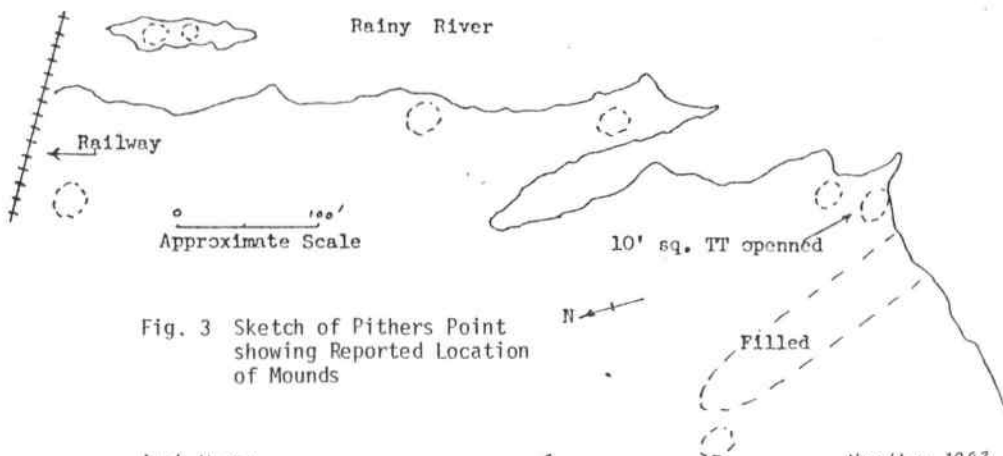 Rainy River
Railway
0 100'
Approximate Scale
10' sq. TT openned
N
Fig. 3 Sketch of Pithers Point
showing Reported Location
of Mounds
Filled